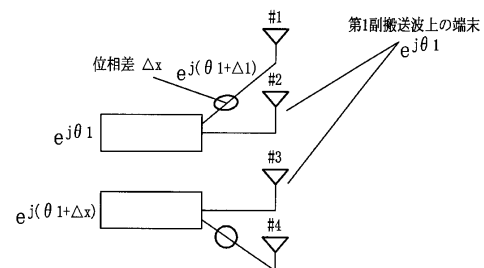 #1
第1副搬送波上の端末
e^jθ1
位相差 △x
e^j(θ1+△1)
#2
e^jθ1
#3
e^j(θ1+△x)
#4